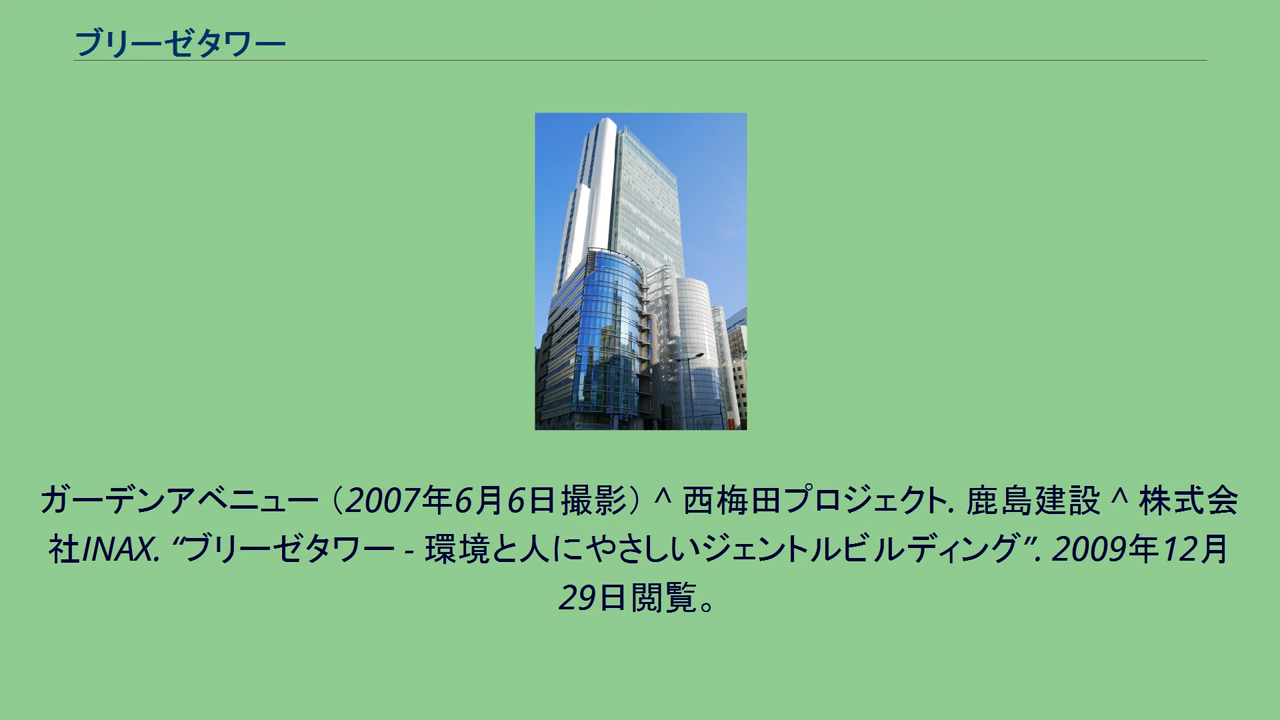 ブリーゼタワー
ガーデンアベニュー（2007年6月6日撮影） ^ 西梅田プロジェクト. 鹿島建設 ^ 株式会
社INAX. “ブリーゼタワー - 環境と人にやさしいジェントルビルディング”. 2009年12月
29日閲覧。